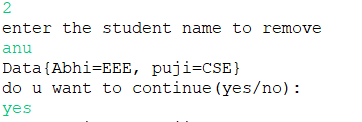 2
enter the student name to remove
anu
Data{Abhi=EEE, puji=CSE}
do u want to continue(yes/no):
yes